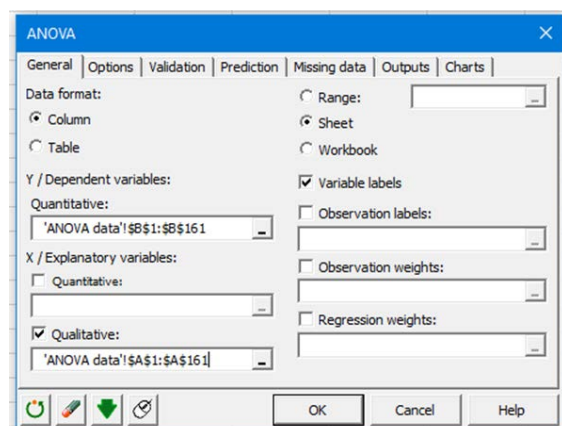 ANOVA
General Options Validation Prediction Missing data Outputs Charts
Data format:
Column
Table
Y / Dependent variables:
Quantitative:
'ANOVA data'!$B$1:$B$161
X / Explanatory variables:
Quantitative:
Qualitative:
'ANOVA data'!$A$1:$A$161
Range:
Sheet
Workbook
Variable labels
Observation labels:
Observation weights:
Regression weights:
OK Cancel Help